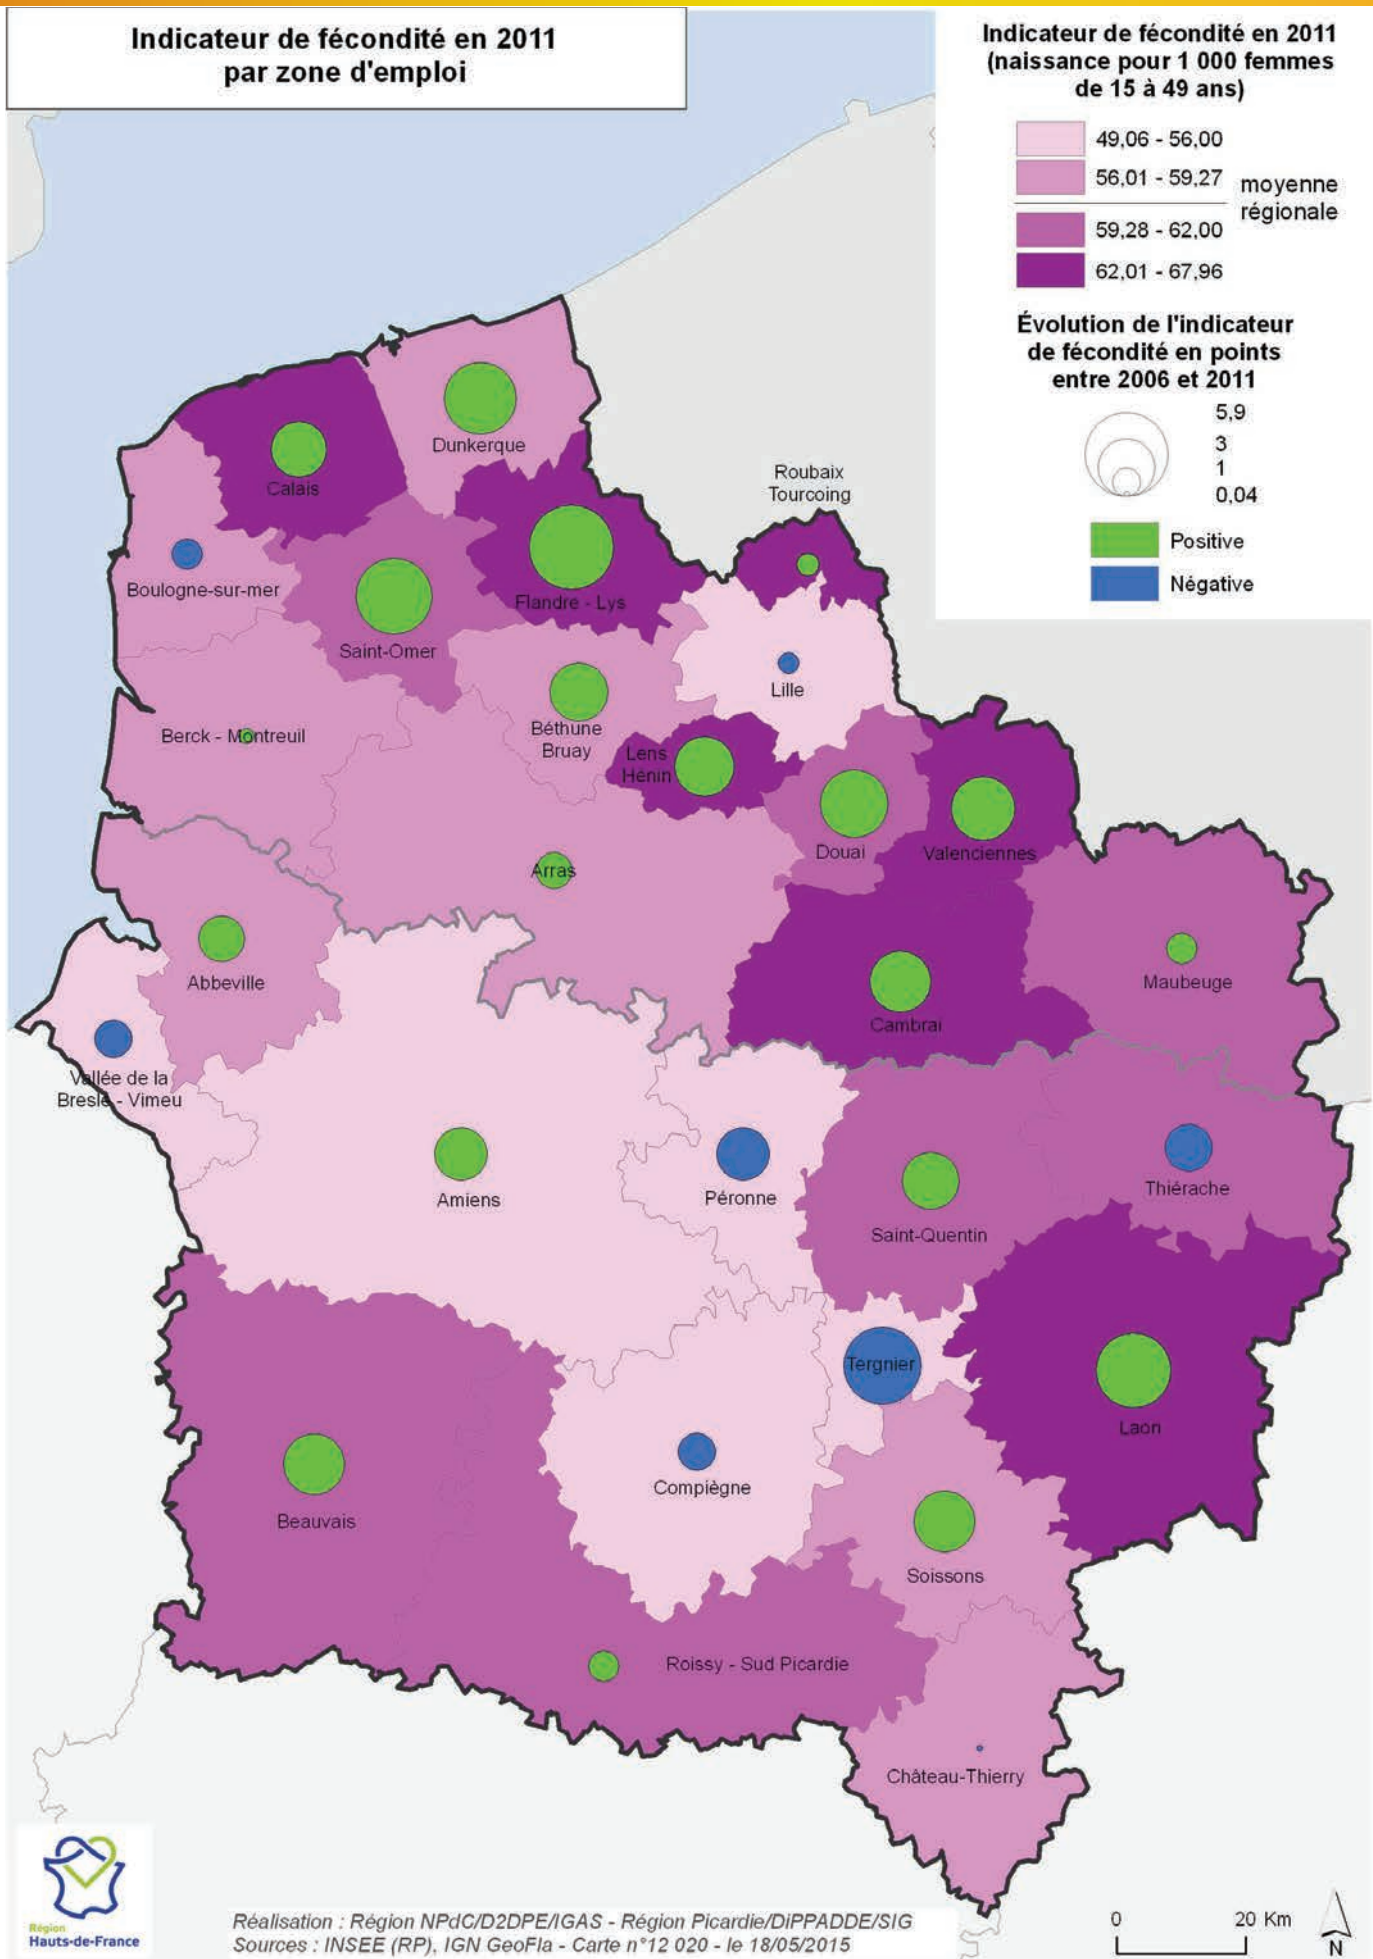 Indicateur de fécondité en 2011
par zone d'emploi
Indicateur de fécondité en 2011
(naissance pour 1 000 femmes
de 15 à 49 ans)
49,06 - 56,00
56,01 - 59,27
moyenne
régionale
59,28 - 62,00
62,01 - 67,96
Évolution de l'indicateur
de fécondité en points
entre 2006 et 2011
5,9
3
1
0,04
Positive
Négative
Dunkerque
Calais
Roubaix
Tourcoing
Boulogne-sur-mer
Flandre - Lys
Saint-Omer
Lille
Berck - Montreuil
Béthune
Bruay
Lens
Hénin
Douai
Valenciennes
Arras
Abbeville
Maubeuge
Cambrai
Vallée de la
Bresle - Vimeu
Amiens
Péronne
Thiérache
Saint-Quentin
Tergnier
Laon
Compiègne
Beauvais
Soissons
Roissy - Sud Picardie
Château-Thierry
Région
Hauts-de-France
Réalisation : Région NPdC/D2DPE/IGAS - Région Picardie/DiPPADDE/SIG
Sources : INSEE (RP), IGN GeoFla - Carte n°12 020 - le 18/05/2015
0 20 Km
N